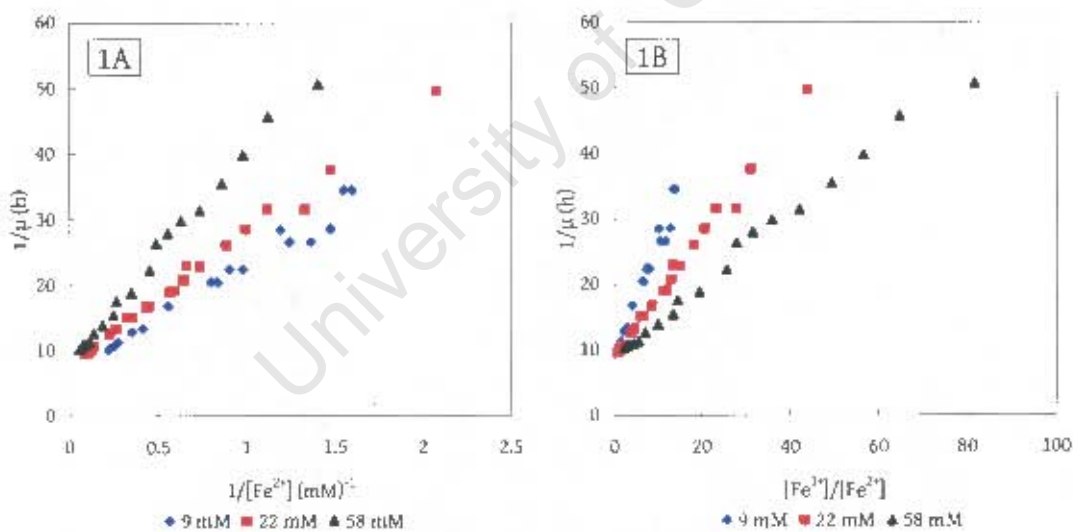 1A
1/μ (h)
60
50
40
30
20
10
0
0 0.5 1 1.5 2 2.5
1/[Fe²⁺] (mM)⁻¹
9 mM 22 mM 58 mM
1B
1/μ (h)
60
50
40
30
20
10
0
0 20 40 60 80 100
[Fe³⁺]/[Fe²⁺]
9 mM 22 mM 58 mM
University of